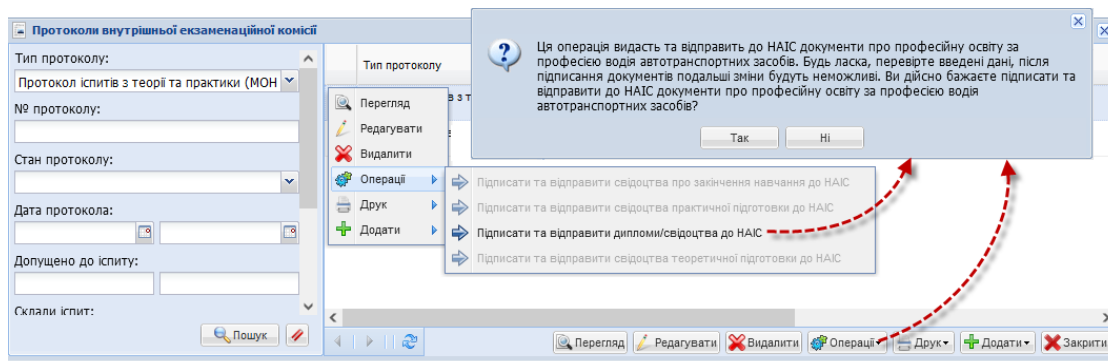 Протоколи внутрішньої екзаменаційної комісії
Тип протоколу:
Протокол іспитів з теорії та практики (МОН
№ протоколу:
Стан протоколу:
Дата протокола:
Допущено до іспиту:
Склали іспит:
Пошук
Тип протоколу
в з т
Перегляд
Редагувати
Видалити
Операції
Друк
Додати
Підписати та відправити свідоцтва про закінчення навчання до НАІС
Підписати та відправити свідоцтва практичної підготовки до НАІС
Підписати та відправити дипломи/свідоцтва до НАІС
Підписати та відправити свідоцтва теоретичної підготовки до НАІС
Ця операція видасть та відправить до НАІС документи про професійну освіту за
професією водія автотранспортних засобів. Будь ласка, перевірте введені дані, після
підписання документів подальші зміни будуть неможливі. Ви дійсно бажаєте підписати та
відправити до НАІС документи про професійну освіту за професією водія
автотранспортних засобів?
Так Ні
Перегляд Редагувати Видалити Операції Друк Додати Закрити